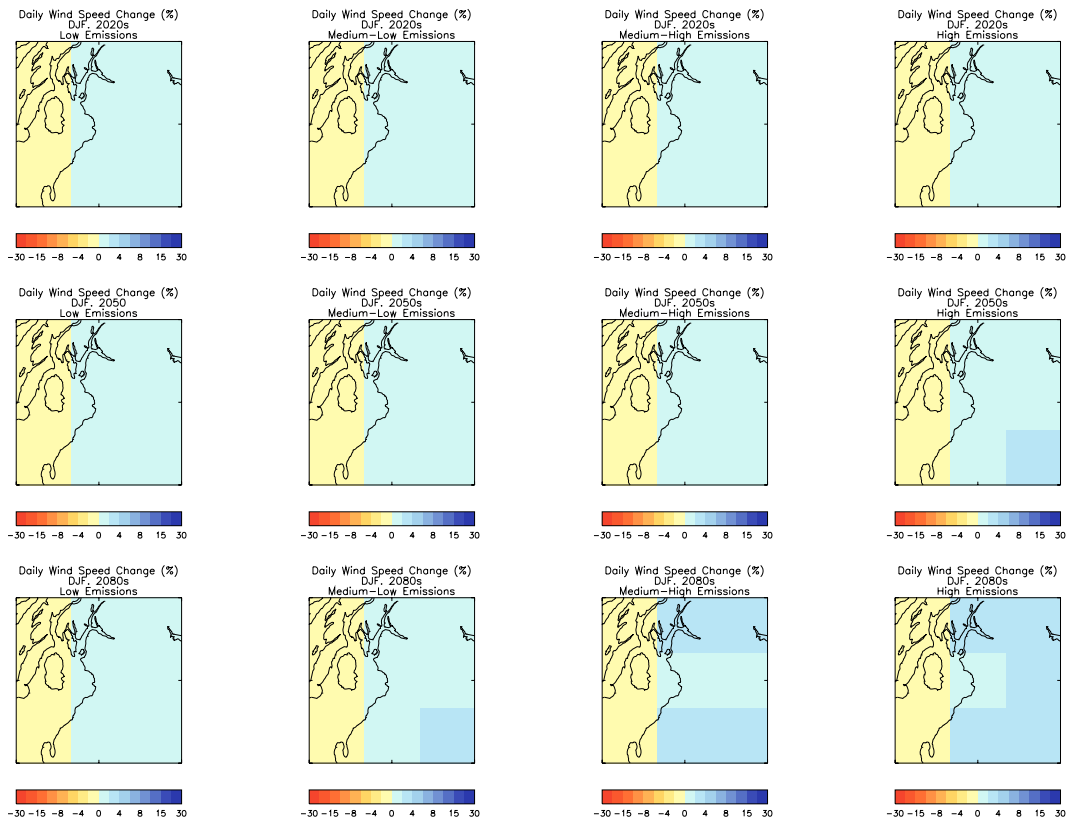 Daily Wind Speed Change (%)
DJF. 2020s
Low Emissions
-30 -15 -8 -4 0 4 8 15 30
Daily Wind Speed Change (%)
DJF. 2020s
Medium-Low Emissions
-30 -15 -8 -4 0 4 8 15 30
Daily Wind Speed Change (%)
DJF. 2020s
Medium-High Emissions
-30 -15 -8 -4 0 4 8 15 30
Daily Wind Speed Change (%)
DJF. 2020s
High Emissions
-30 -15 -8 -4 0 4 8 15 30
Daily Wind Speed Change (%)
DJF. 2050
Low Emissions
-30 -15 -8 -4 0 4 8 15 30
Daily Wind Speed Change (%)
DJF. 2050s
Medium-Low Emissions
-30 -15 -8 -4 0 4 8 15 30
Daily Wind Speed Change (%)
DJF. 2050s
Medium-High Emissions
-30 -15 -8 -4 0 4 8 15 30
Daily Wind Speed Change (%)
DJF. 2050s
High Emissions
-30 -15 -8 -4 0 4 8 15 30
Daily Wind Speed Change (%)
DJF. 2080s
Low Emissions
-30 -15 -8 -4 0 4 8 15 30
Daily Wind Speed Change (%)
DJF. 2080s
Medium-Low Emissions
-30 -15 -8 -4 0 4 8 15 30
Daily Wind Speed Change (%)
DJF. 2080s
Medium-High Emissions
-30 -15 -8 -4 0 4 8 15 30
Daily Wind Speed Change (%)
DJF. 2080s
High Emissions
-30 -15 -8 -4 0 4 8 15 30